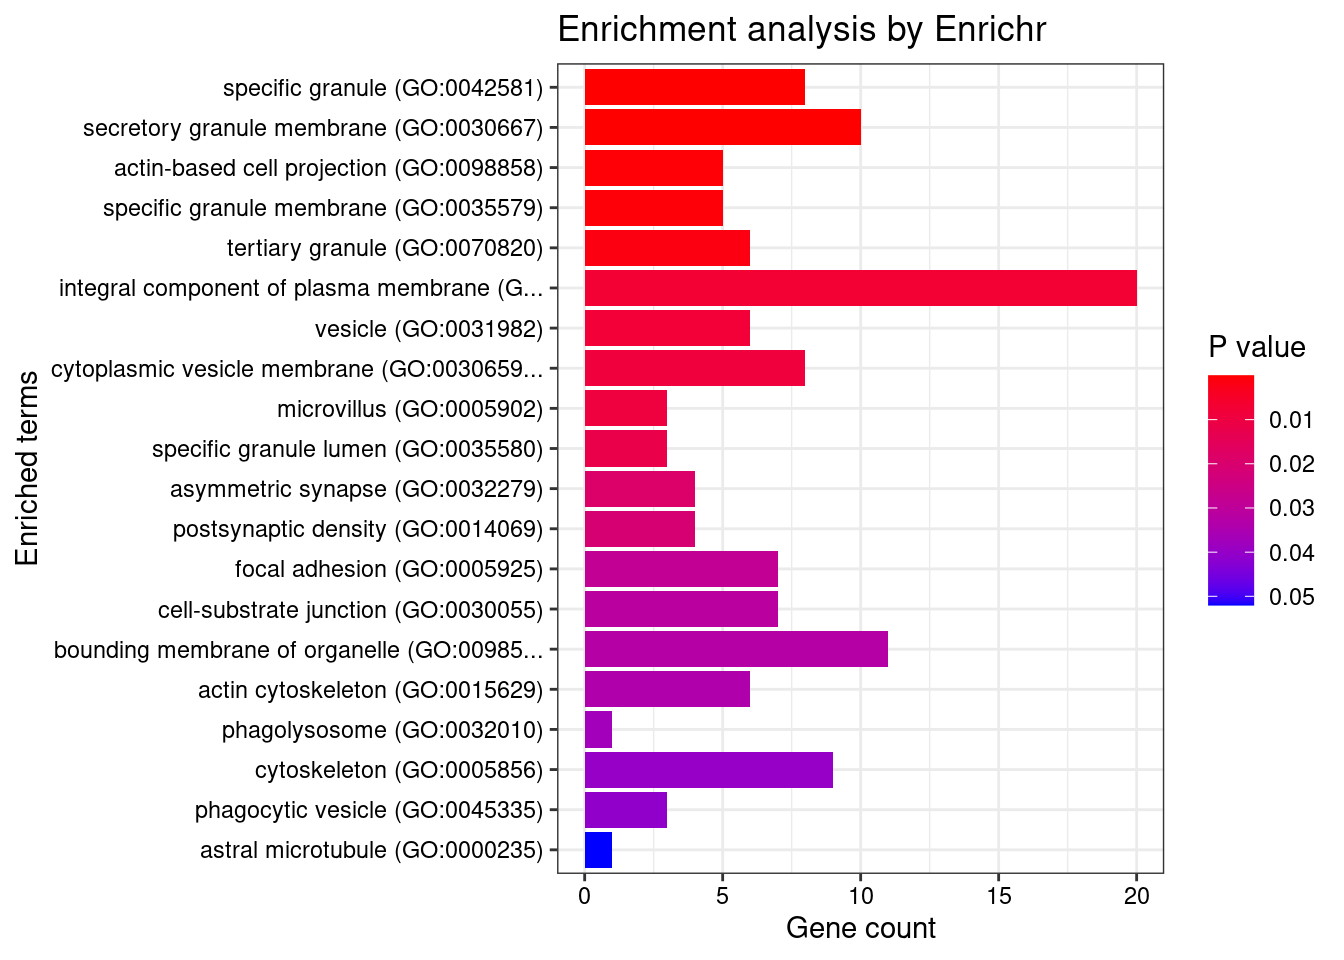 Enrichment analysis by Enrichr
Enriched terms
specific granule (GO:0042581)
secretory granule membrane (GO:0030667)
actin-based cell projection (GO:0098858)
specific granule membrane (GO:0035579)
tertiary granule (GO:0070820)
integral component of plasma membrane (G...
vesicle (GO:0031982)
cytoplasmic vesicle membrane (GO:0030659...
microvillus (GO:0005902)
specific granule lumen (GO:0035580)
asymmetric synapse (GO:0032279)
postsynaptic density (GO:0014069)
focal adhesion (GO:0005925)
cell-substrate junction (GO:0030055)
bounding membrane of organelle (GO:00985...
actin cytoskeleton (GO:0015629)
phagolysosome (GO:0032010)
cytoskeleton (GO:0005856)
phagocytic vesicle (GO:0045335)
astral microtubule (GO:0000235)
0 5 10 15 20
Gene count
P value
0.01
0.02
0.03
0.04
0.05